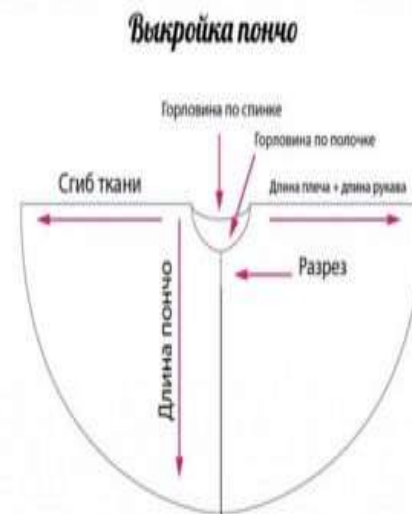 Выкройка пончо
Горловина по спинке
Горловина по полочке
Сгиб ткани
Длина плеча + длина рукава
Разрез
Длина пончо